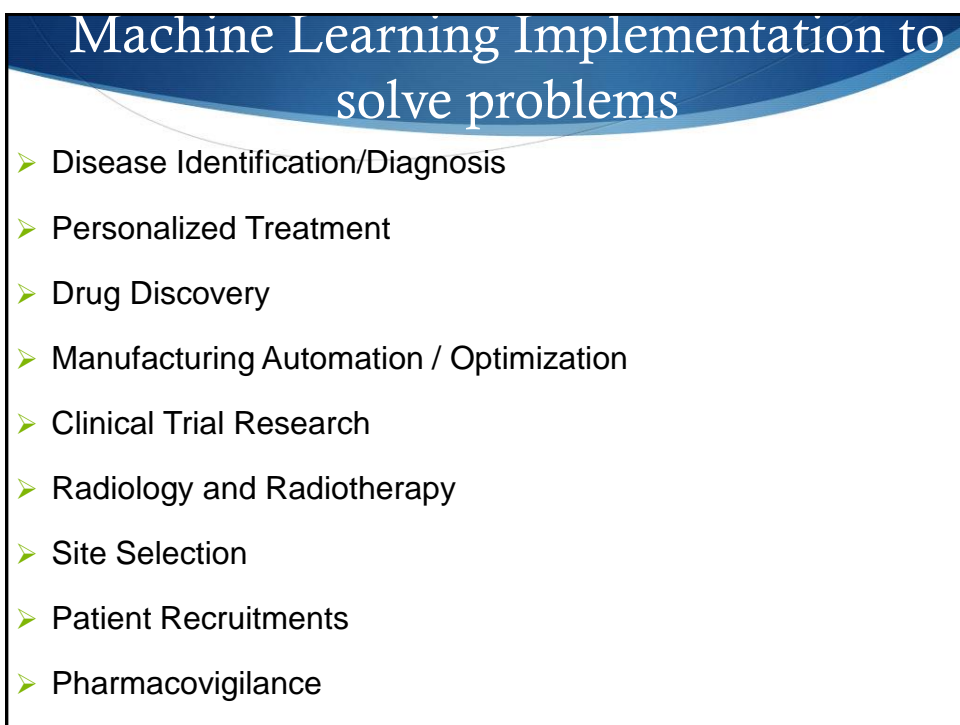 Machine Learning Implementation to
solve problems
Disease Identification/Diagnosis
Personalized Treatment
Drug Discovery
Manufacturing Automation / Optimization
Clinical Trial Research
Radiology and Radiotherapy
Site Selection
Patient Recruitments
Pharmacovigilance